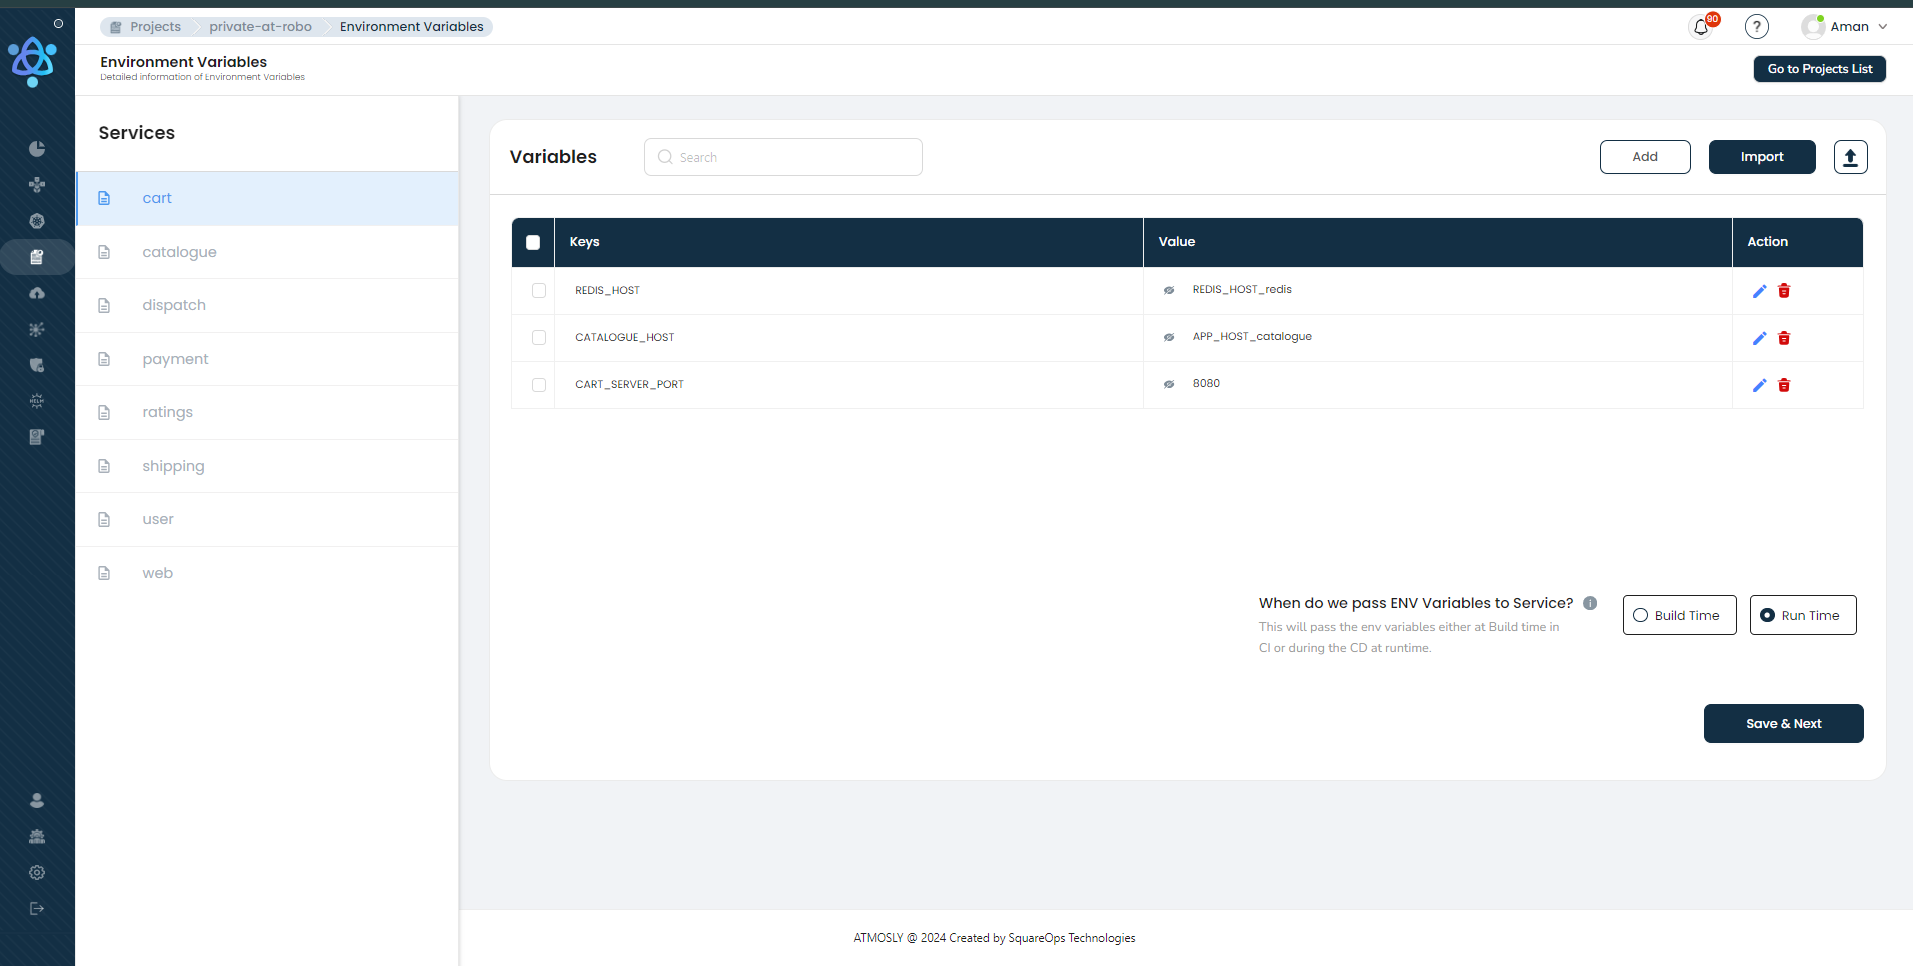 Projects
private-at-robo
Environment Variables
90
?
Aman
Environment Variables
Detailed information of Environment Variables
Go to Projects List
Services
cart
catalogue
dispatch
payment
ratings
shipping
user
web
Variables
Search
Add
Import
Keys
Value
Action
REDIS_HOST
REDIS_HOST_redis
CATALOGUE_HOST
APP_HOST_catalogue
CART_SERVER_PORT
8080
When do we pass ENV Variables to Service?
This will pass the env variables either at Build time in
CI or during the CD at runtime.
Build Time
Run Time
Save & Next
HELM
ATMOSLY @ 2024 Created by SquareOps Technologies